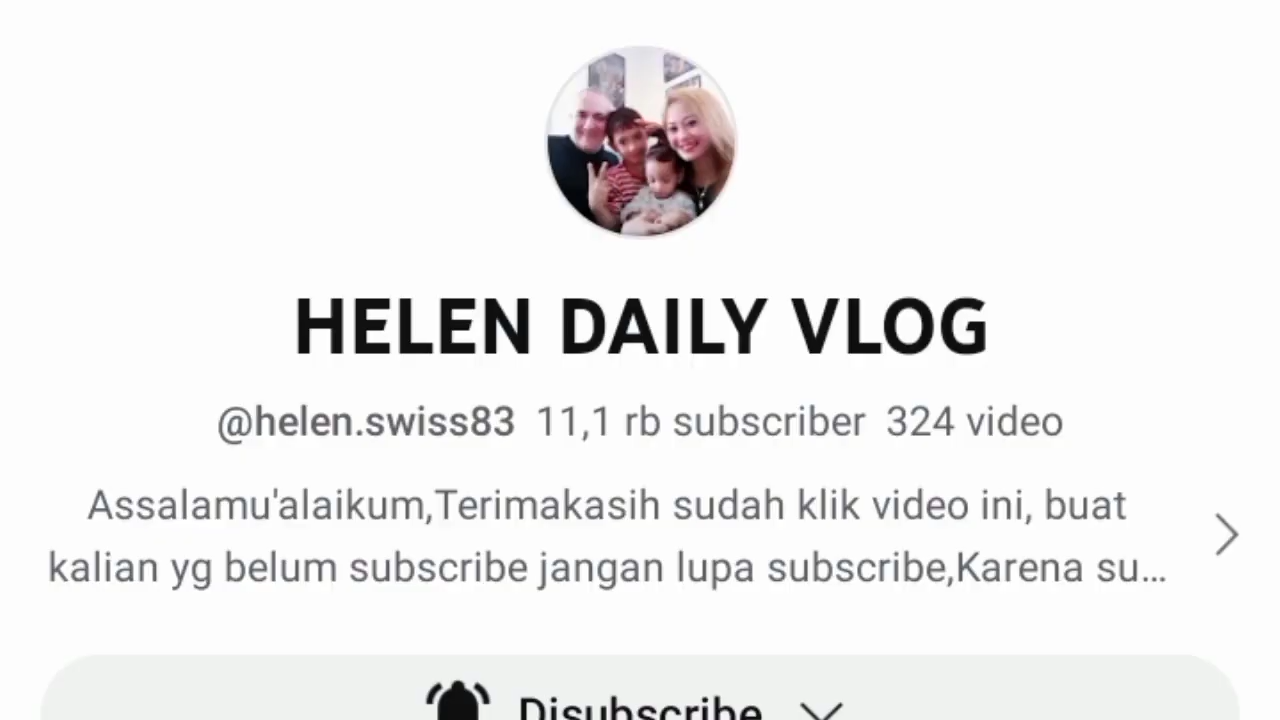 HELEN DAILY VLOG
@helen.swiss83 11,1 rb subscriber 324 video
Assalamu'alaikum,Terimakasih sudah klik video ini, buat
kalian yg belum subscribe jangan lupa subscribe,Karena su...
Disubscribe